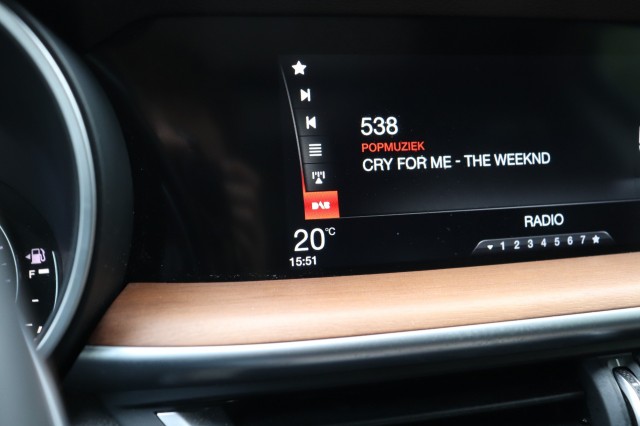 538
POPMUZIEK
CRY FOR ME - THE WEEKND
DAB
RADIO
20°C
1 2 3 4 5 6 7
15:51
F